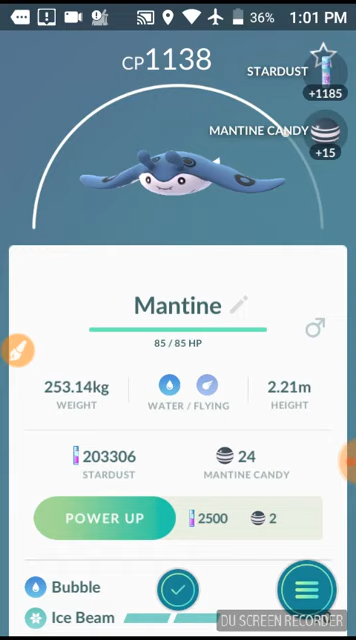 36% 1:01 PM
CP1138
STARDUST
+1185
MANTINE CANDY
+15
Mantine
85 / 85 HP
253.14kg
WEIGHT
WATER / FLYING
2.21m
HEIGHT
203306
STARDUST
24
MANTINE CANDY
POWER UP 2500 2
Bubble
Ice Beam
DU SCREEN RECORDER